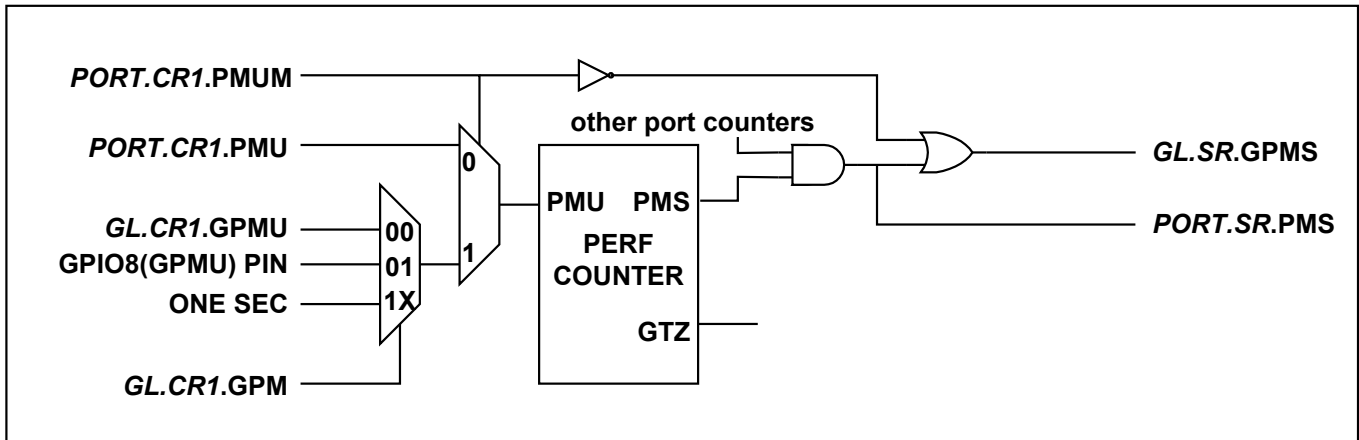 PORT.CR1.PMUM
PORT.CR1.PMU
other port counters
0
GL.SR.GPMS
PMU PMS
PORT.SR.PMS
GL.CR1.GPMU
00
GPIO8(GPMU) PIN
01
1
PERF
COUNTER
ONE SEC
1X
GTZ
GL.CR1.GPM